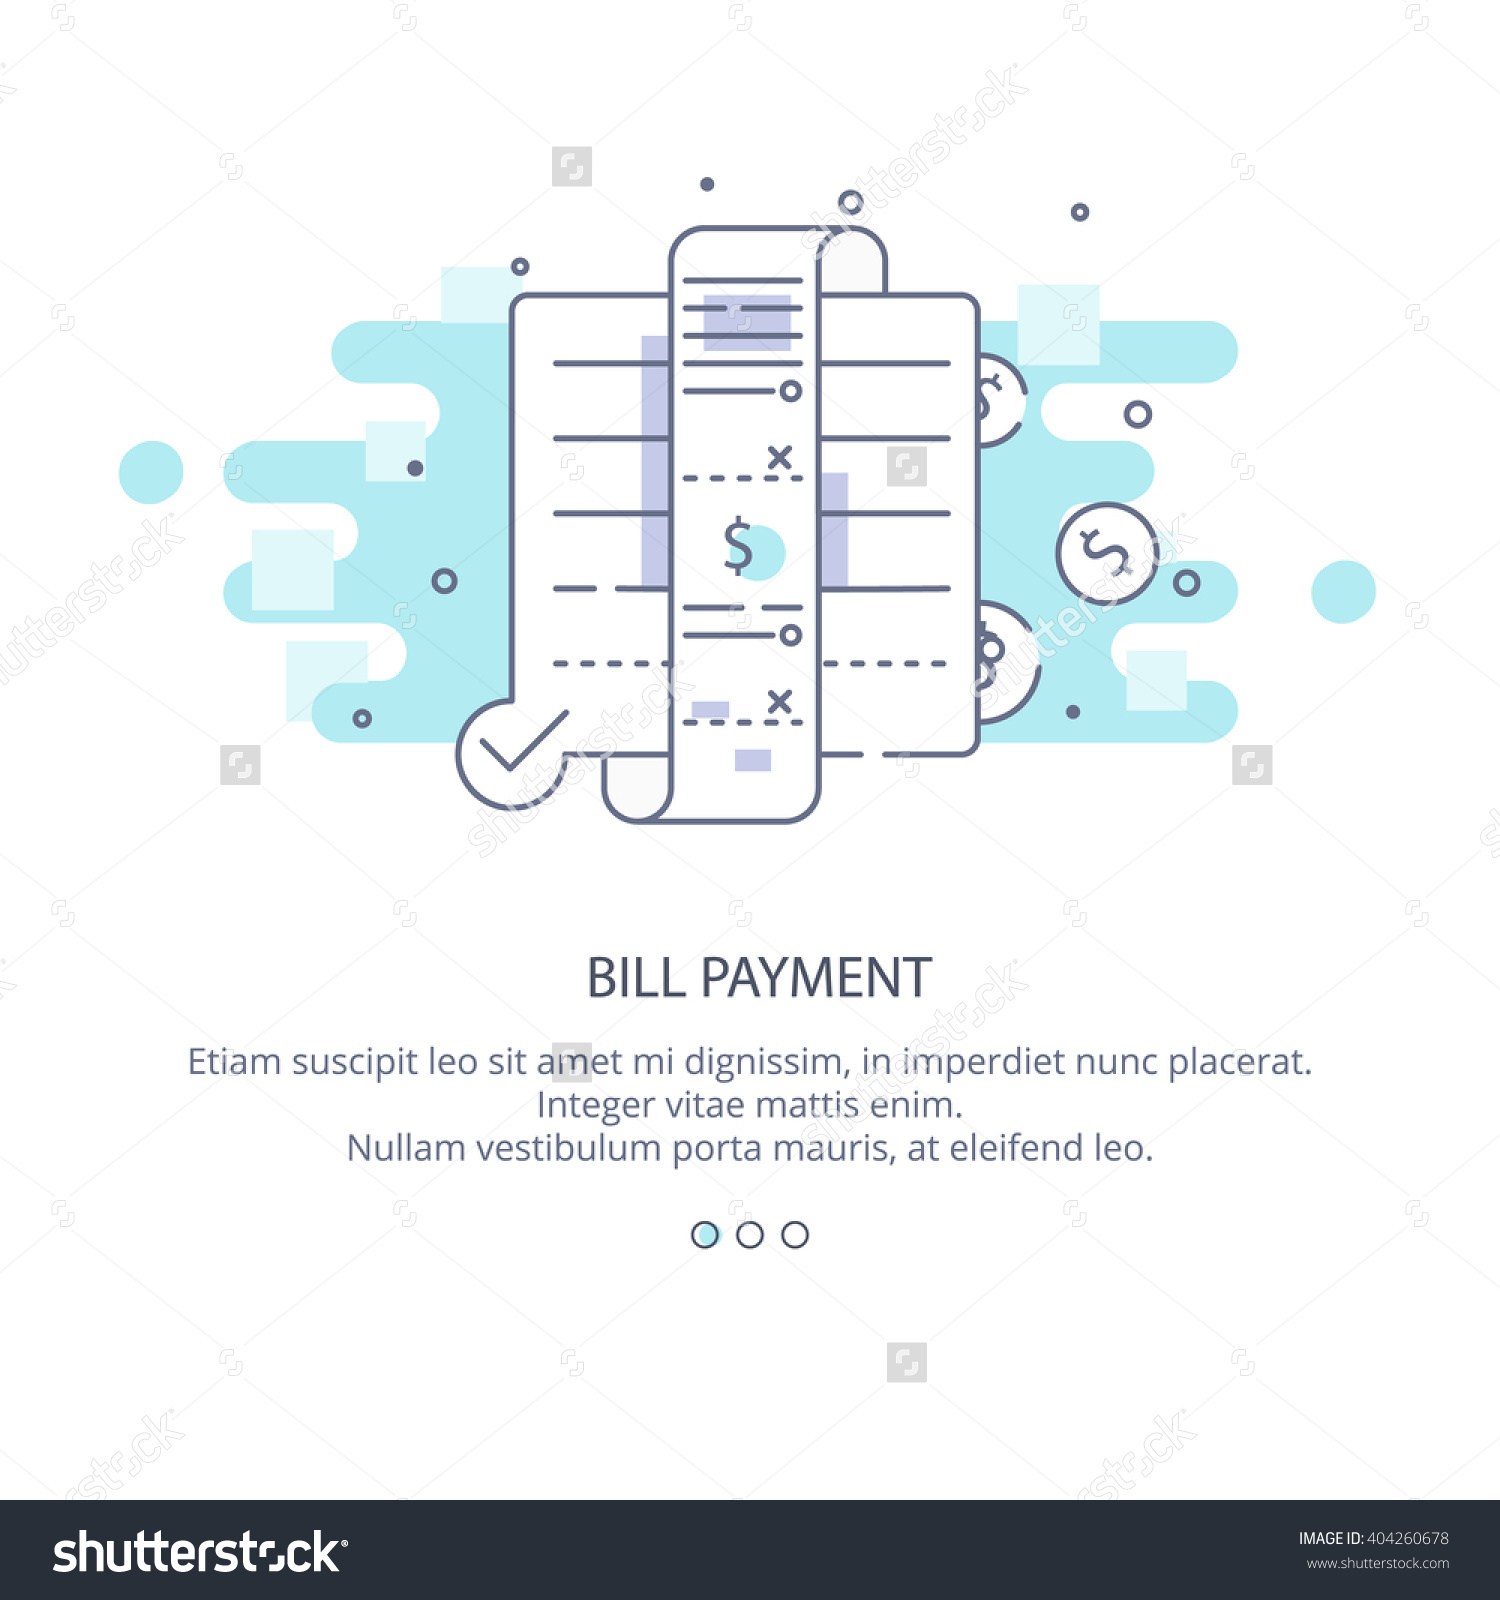 $
$
$
$
BILL PAYMENT
Etiam suscipit leo sit amet mi dignissim, in imperdiet nunc placerat.
Integer vitae mattis enim.
Nullam vestibulum porta mauris, at eleifend leo.
shutterstock
IMAGE ID: 404260678
www.shutterstock.com